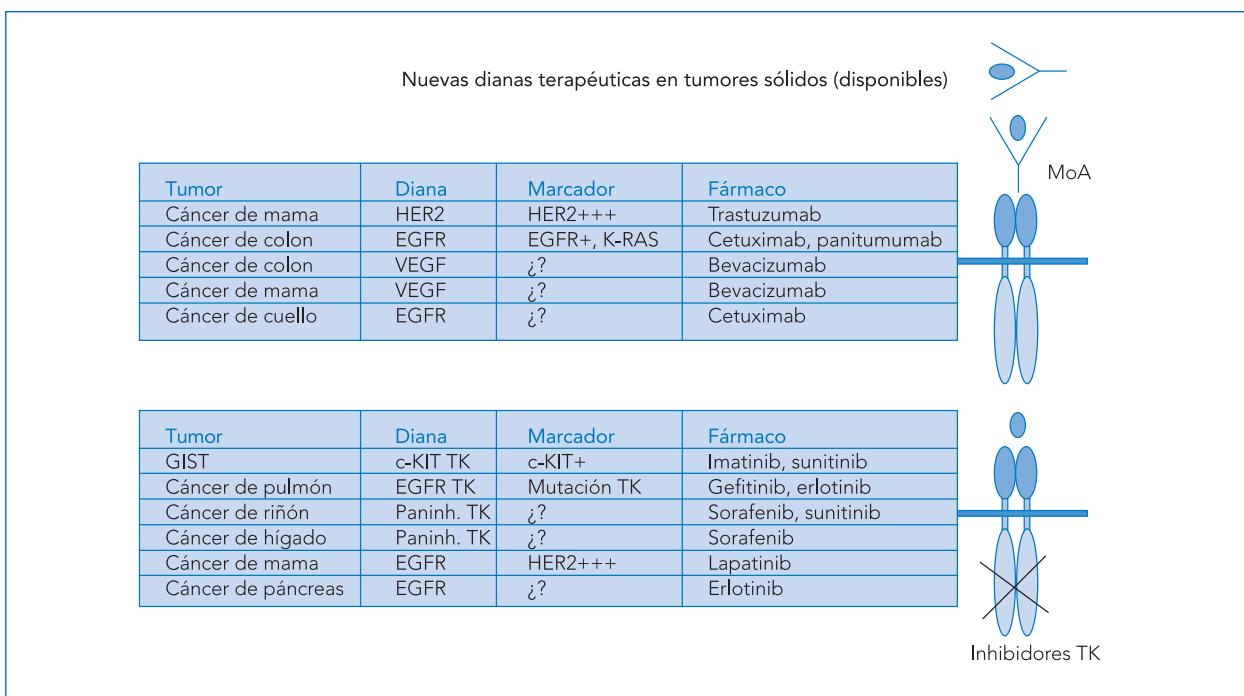 Nuevas dianas terapéuticas en tumores sólidos (disponibles)
MoA
Tumor Diana Marcador Fármaco
Cáncer de mama HER2 HER2+++ Trastuzumab
Cáncer de colon EGFR EGFR+, K-RAS Cetuximab, panitumumab
Cáncer de colon VEGF ¿? Bevacizumab
Cáncer de mama VEGF ¿? Bevacizumab
Cáncer de cuello EGFR ¿? Cetuximab
Tumor Diana Marcador Fármaco
GIST c-KIT TK c-KIT+ Imatinib, sunitinib
Cáncer de pulmón EGFR TK Mutación TK Gefitinib, erlotinib
Cáncer de riñón Paninh. TK ¿? Sorafenib, sunitinib
Cáncer de hígado Paninh. TK ¿? Sorafenib
Cáncer de mama EGFR HER2+++ Lapatinib
Cáncer de páncreas EGFR ¿? Erlotinib
Inhibidores TK